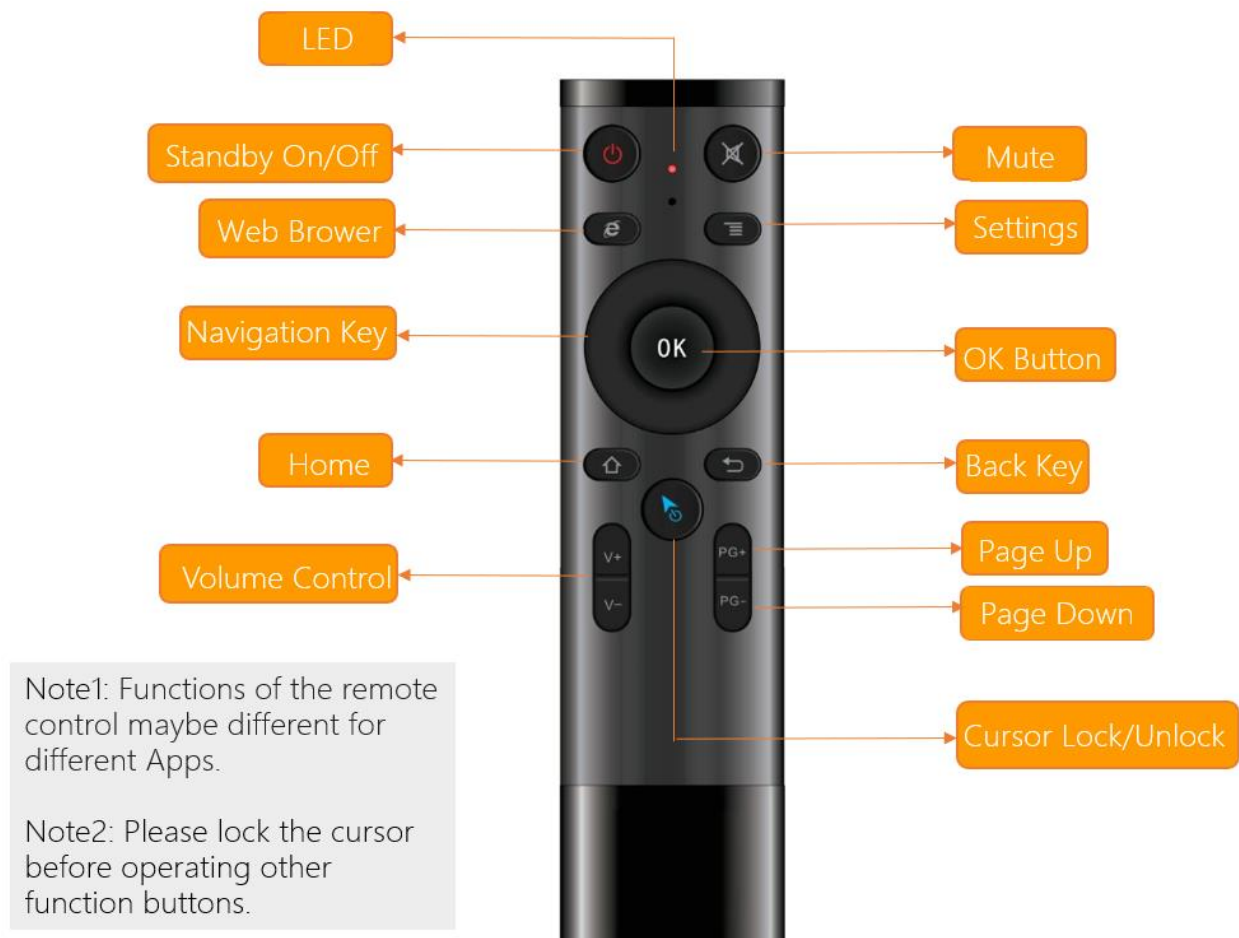 LED
Standby On/Off
Mute
Web Brower
Settings
Navigation Key
OK
OK Button
Home
Back Key
V+
PG+
Page Up
Volume Control
V-
PG-
Page Down
Note1: Functions of the remote
control maybe different for
different Apps.
Cursor Lock/Unlock
Note2: Please lock the cursor
before operating other
function buttons.